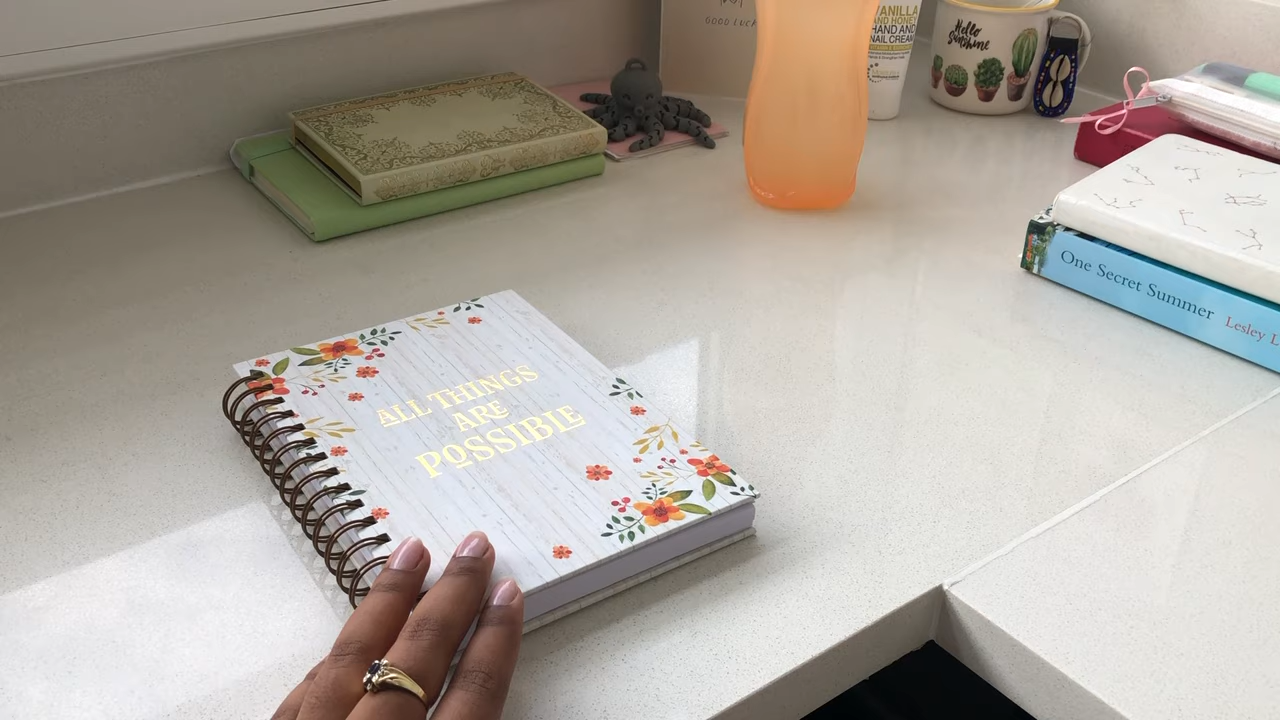 GOOD LUCK
VANILLA
AND HONEY
HAND AND
NAIL CREAM
Hello
Sunshine
One Secret Summer Lesley L
ALL THINGS
ARE
POSSIBLE